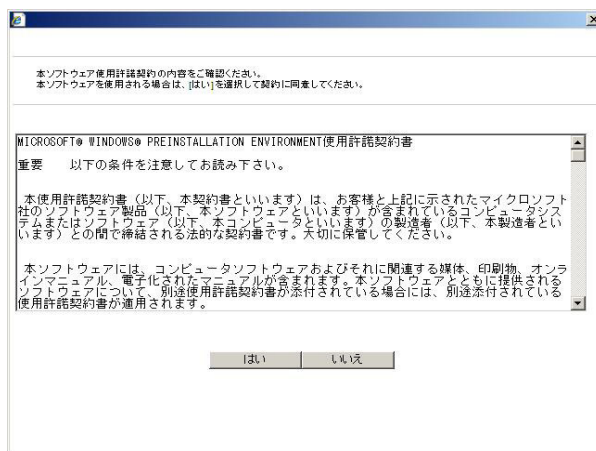 本ソフトウェア使用許諾契約の内容をご確認ください。
本ソフトウェアを使用される場合は、[はい]を選択して契約に同意してください。
MICROSOFT® WINDOWS® PREINSTALLATION ENVIRONMENT使用許諾契約書
重要　以下の条件を注意してお読み下さい。
本使用許諾契約書（以下、本契約書といいます）は、お客様と上記に示されたマイクロソフト
社のソフトウェア製品（以下、本ソフトウェアといいます）が含まれているコンピュータシス
テムまたはソフトウェア（以下、本コンピュータといいます）の製造者（以下、本製造者とい
います）との間で締結される法的な契約書です。大切に保管してください。
本ソフトウェアには、コンピュータソフトウェアおよびそれに関連する媒体、印刷物、オンラ
インマニュアル、電子化されたマニュアルが含まれます。本ソフトウェアとともに提供される
ソフトウェアについて、別途使用許諾契約書が添付されている場合には、別途添付されている
使用許諾契約書が適用されます。
はい
いいえ